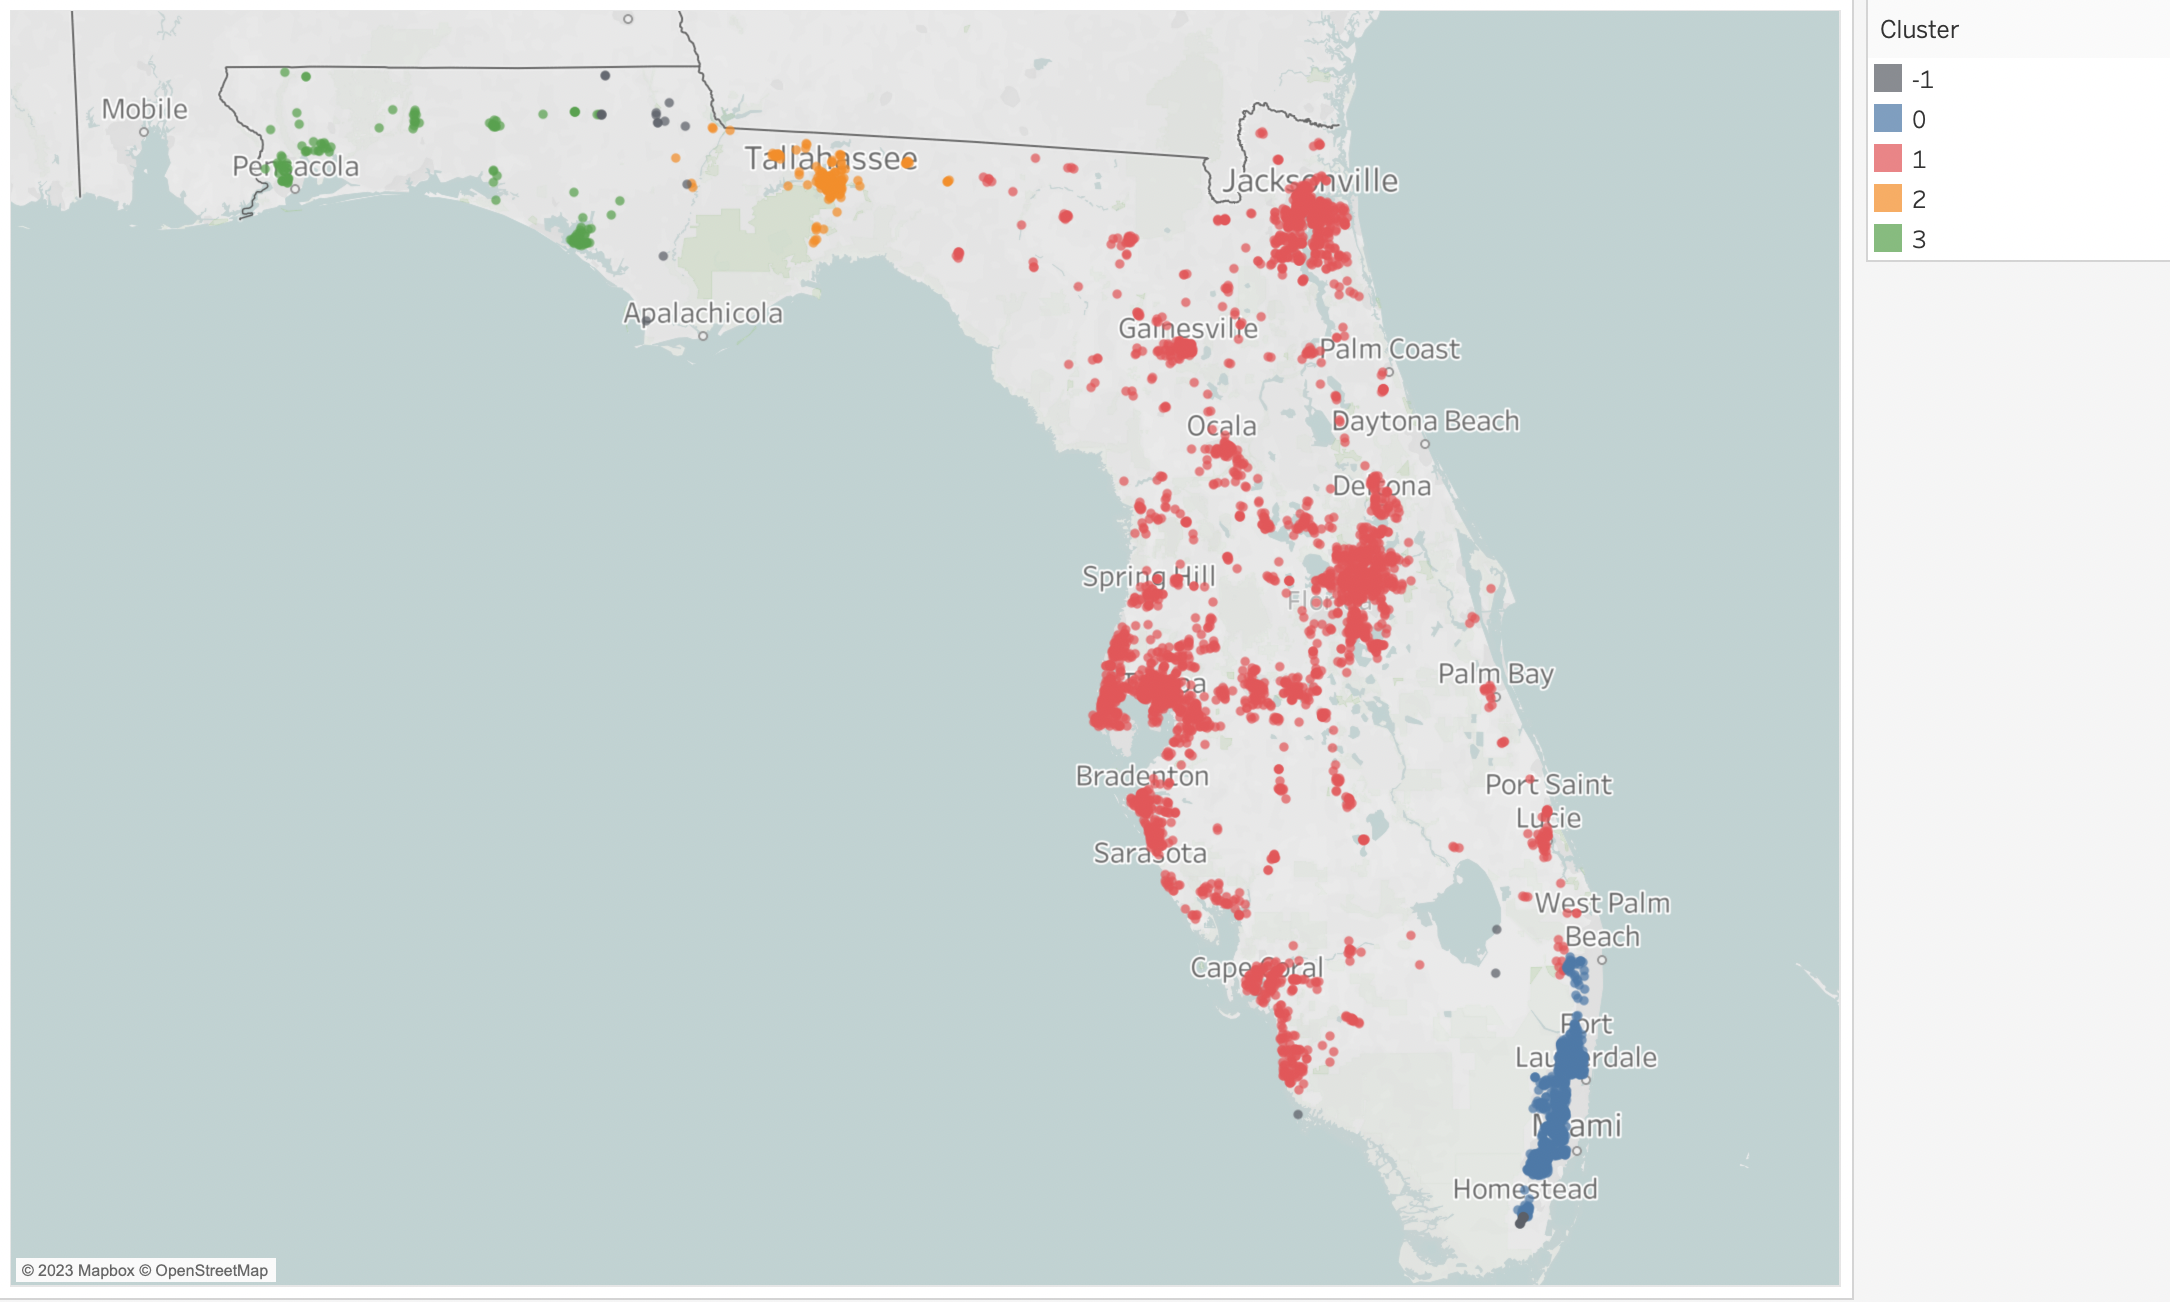 Cluster
-1
0
1
2
3
Mobile
Pensacola
Tallahassee
Jacksonville
Apalachicola
Gainesville
Palm Coast
Ocala
Daytona Beach
Deltona
Spring Hill
Florida
Tampa
Palm Bay
Bradenton
Port Saint
Lucie
Sarasota
West Palm
Beach
Cape Coral
Fort
Lauderdale
Miami
Homestead
© 2023 Mapbox © OpenStreetMap